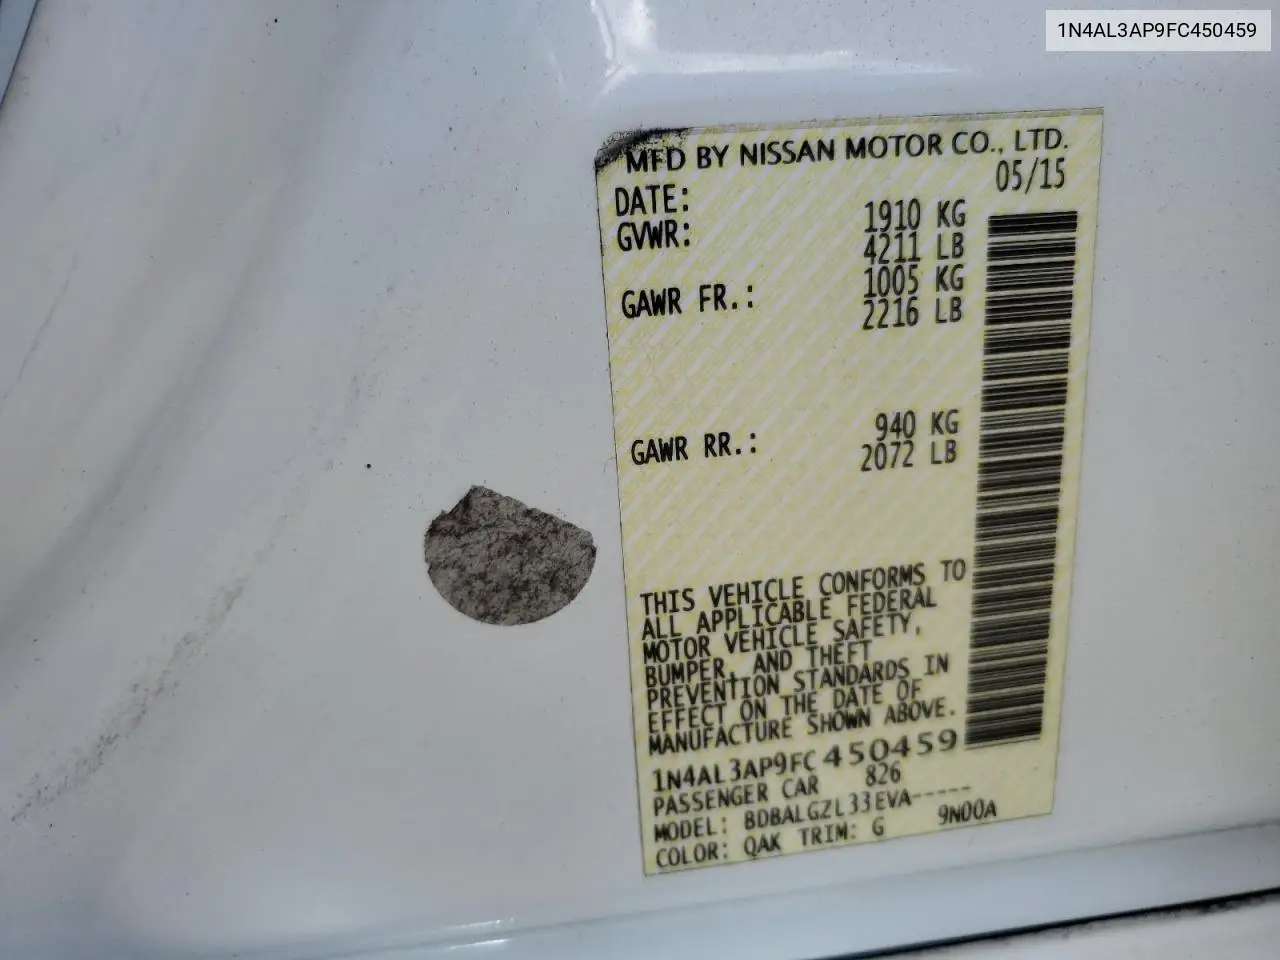 1N4AL3AP9FC450459
MFD BY NISSAN MOTOR CO., LTD.
DATE: 05/15
GVWR: 1910 KG
4211 LB
GAWR FR.: 1005 KG
2216 LB
GAWR RR.: 940 KG
2072 LB
THIS VEHICLE CONFORMS TO
ALL APPLICABLE FEDERAL
MOTOR VEHICLE SAFETY,
BUMPER, AND THEFT
PREVENTION STANDARDS IN
EFFECT ON THE DATE OF
MANUFACTURE SHOWN ABOVE.
1N4AL3AP9FC450459
PASSENGER CAR 826
MODEL: BDBALGZL33EVA-----
COLOR: QAK TRIM: G 9N00A